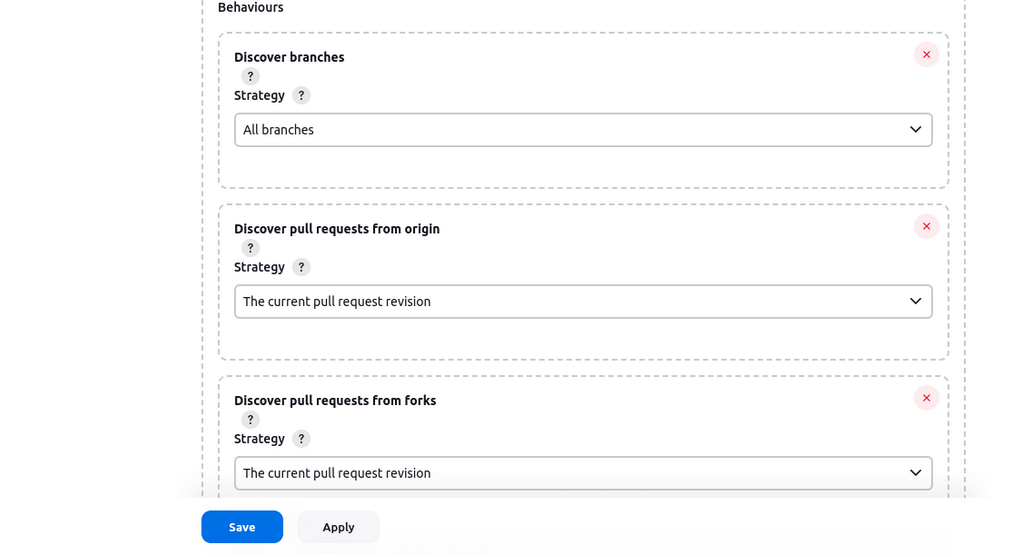 Behaviours
Discover branches
?
Strategy ?
All branches
Discover pull requests from origin
?
Strategy ?
The current pull request revision
Discover pull requests from forks
?
Strategy ?
The current pull request revision
Save Apply